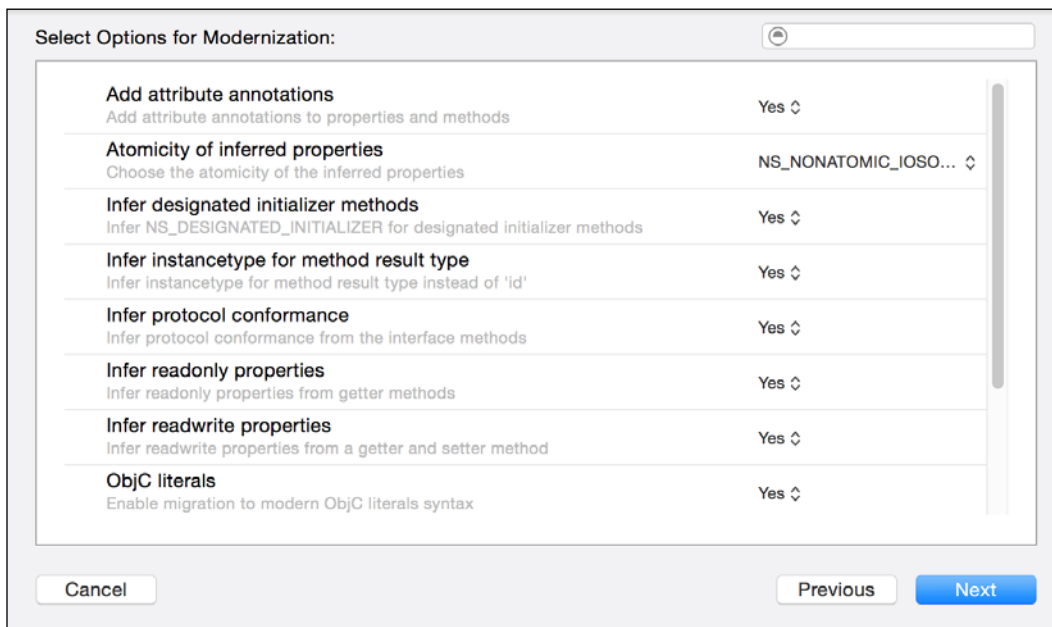 Select Options for Modernization:
Add attribute annotations
Yes
Add attribute annotations to properties and methods
Atomicity of inferred properties
NS_NONATOMIC_IOSO...
Choose the atomicity of the inferred properties
Infer designated initializer methods
Yes
Infer NS_DESIGNATED_INITIALIZER for designated initializer methods
Infer instancetype for method result type
Yes
Infer instancetype for method result type instead of 'id'
Infer protocol conformance
Yes
Infer protocol conformance from the interface methods
Infer readonly properties
Yes
Infer readonly properties from getter methods
Infer readwrite properties
Yes
Infer readwrite properties from a getter and setter method
ObjC literals
Yes
Enable migration to modern ObjC literals syntax
Cancel
Previous
Next